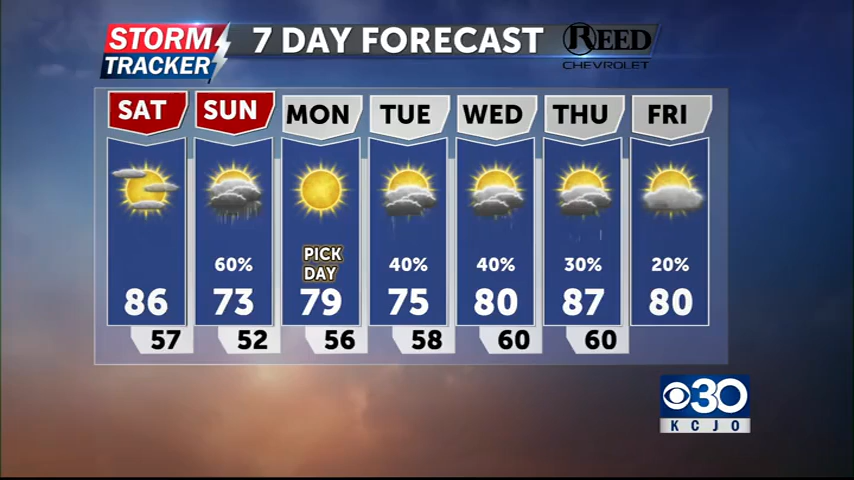 STORM
TRACKER
7 DAY FORECAST
REED
CHEVROLET
SAT SUN MON TUE WED THU FRI
PICK
DAY
60% 40% 40% 30% 20%
86 73 79 75 80 87 80
57 52 56 58 60 60
30
KCJO